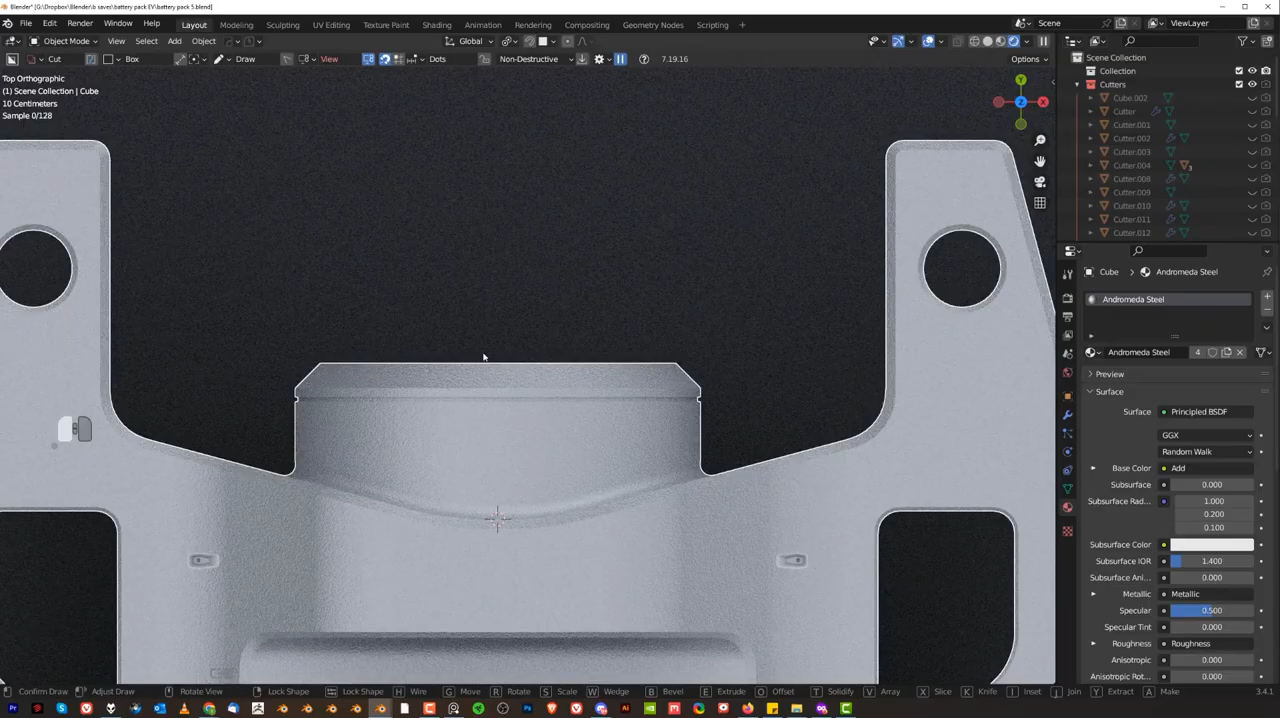 Blender* [G:\Dropbox\Blender\b saves\battery pack EV\battery pack 5.blend]
File Edit Render Window Help Layout Modeling Sculpting UV Editing Texture Paint Shading Animation Rendering Compositing Geometry Nodes Scripting + Scene ViewLayer
Object Mode View Select Add Object Global
Cut Box Draw View Dots Non-Destructive 7.19.16 Options
Top Orthographic
(1) Scene Collection | Cube
10 Centimeters
Sample 0/128
Y
Z
X
Scene Collection
Collection
Cutters
Cube.002
Cutter
Cutter.001
Cutter.002
Cutter.003
Cutter.004 3
Cutter.008
Cutter.009
Cutter.010
Cutter.011
Cutter.012
Cube > Andromeda Steel
Andromeda Steel
Andromeda Steel 4
Preview
Surface
Surface Principled BSDF
GGX
Random Walk
Base Color Add
Subsurface 0.000
Subsurface Rad... 1.000
0.200
0.100
Subsurface Color
Subsurface IOR 1.400
Subsurface Ani... 0.000
Metallic Metallic
Specular 0.500
Specular Tint 0.000
Roughness Roughness
Anisotropic 0.000
Anisotropic Rot... 0.000
Confirm Draw Adjust Draw Rotate View Lock Shape Lock Shape H Wire G Move R Rotate S Scale W Wedge B Bevel E Extrude O Offset T Solidify V Array X Slice K Knife I Inset J Join Y Extract A Make 3.4.1